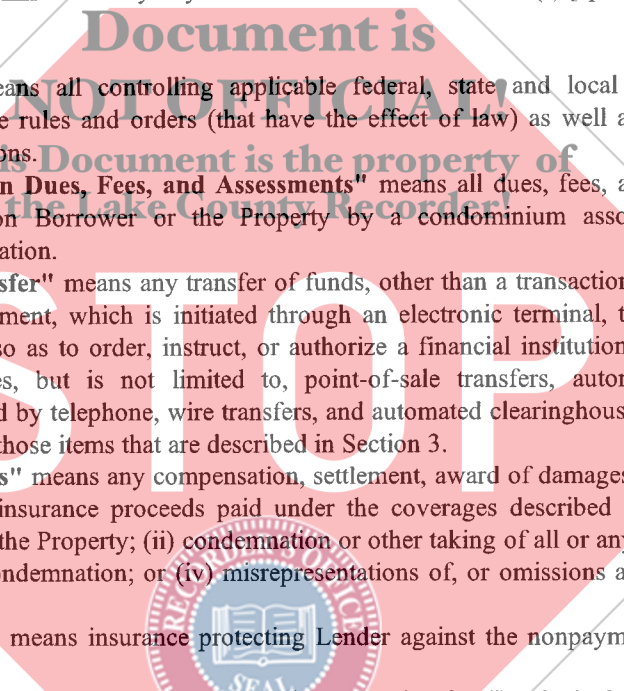 Document is
eans all controlling applicable federal, state and local
NOT OFFICIAL!
e rules and orders (that have the effect of law) as well a
ons.
is Document is the property of
n Dues, Fees, and Assessments" means all dues, fees, a
the Lake County Recorder!
on Borrower or the Property by a condominium asso
ation.
sfer" means any transfer of funds, other than a transaction
ment, which is initiated through an electronic terminal, t
so as to order, instruct, or authorize a financial institution
es, but is not limited to, point-of-sale transfers, autom
d by telephone, wire transfers, and automated clearinghous
STOP
those items that are described in Section 3.
s" means any compensation, settlement, award of damages
insurance proceeds paid under the coverages described
the Property; (ii) condemnation or other taking of all or any
ondemnation; or (iv) misrepresentations of, or omissions a
RECORDER'S OFFICE
means insurance protecting Lender against the nonpaym
SEAL